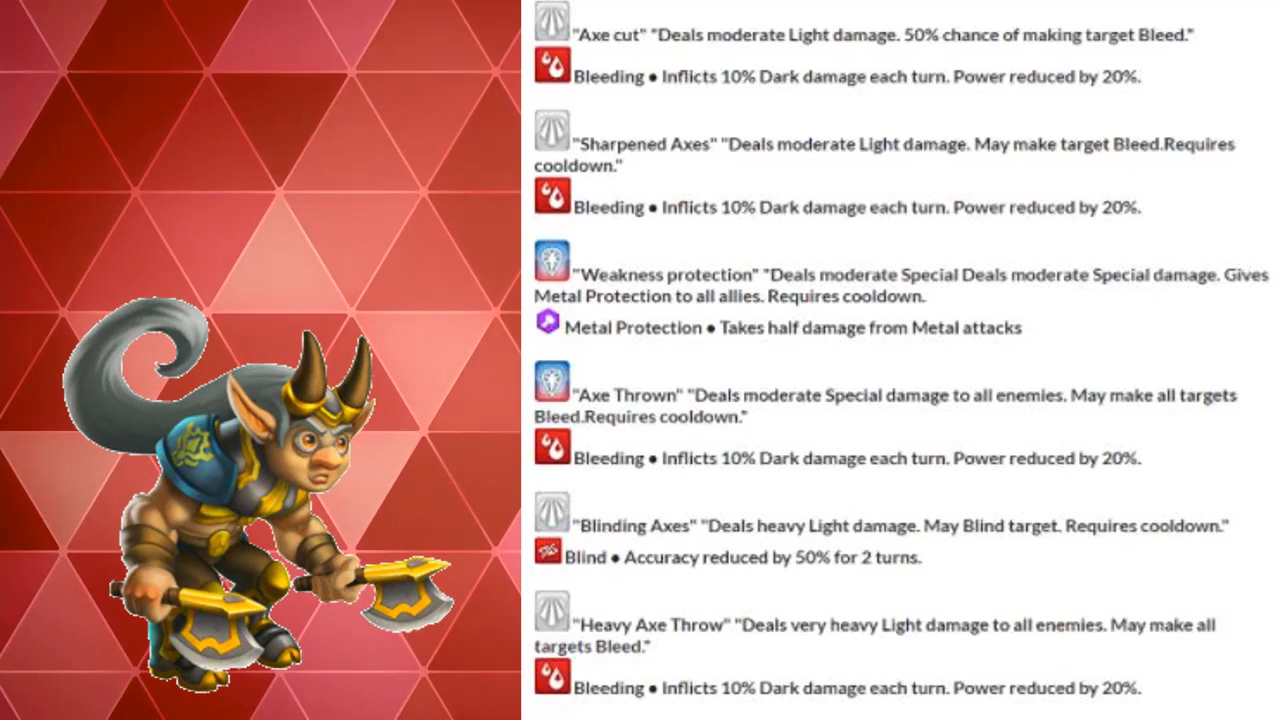 "Axe cut" "Deals moderate Light damage. 50% chance of making target Bleed."
Bleeding ● Inflicts 10% Dark damage each turn. Power reduced by 20%.
"Sharpened Axes" "Deals moderate Light damage. May make target Bleed.Requires
cooldown."
Bleeding ● Inflicts 10% Dark damage each turn. Power reduced by 20%.
"Weakness protection" "Deals moderate Special Deals moderate Special damage. Gives
Metal Protection to all allies. Requires cooldown.
Metal Protection ● Takes half damage from Metal attacks
"Axe Thrown" "Deals moderate Special damage to all enemies. May make all targets
Bleed.Requires cooldown."
Bleeding ● Inflicts 10% Dark damage each turn. Power reduced by 20%.
"Blinding Axes" "Deals heavy Light damage. May Blind target. Requires cooldown."
Blind ● Accuracy reduced by 50% for 2 turns.
"Heavy Axe Throw" "Deals very heavy Light damage to all enemies. May make all
targets Bleed."
Bleeding ● Inflicts 10% Dark damage each turn. Power reduced by 20%.